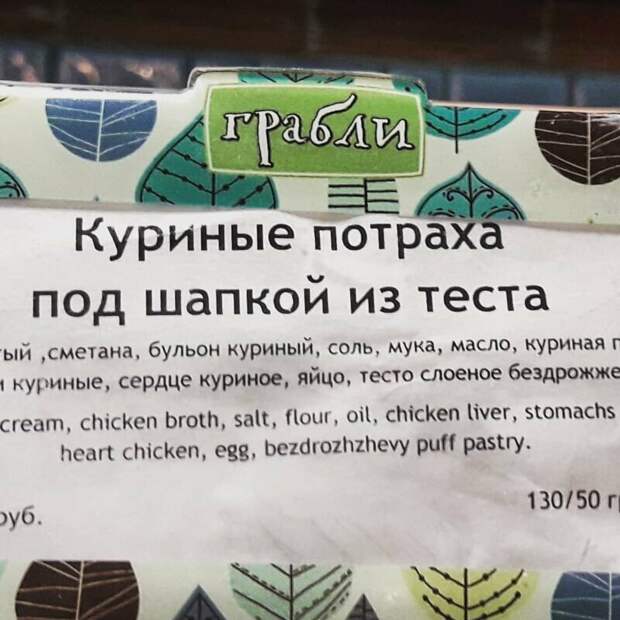 грабли
Куриные потраха
под шапкой из теста
,сметана, бульон куриный, соль, мука, масло, куриная
куриные, сердце куриное, яйцо, тесто слоеное
cream, chicken broth, salt, flour, oil, chicken liver, stomachs
heart chicken, egg, bezdrozhzhevy puff pastry.
130/50
руб.